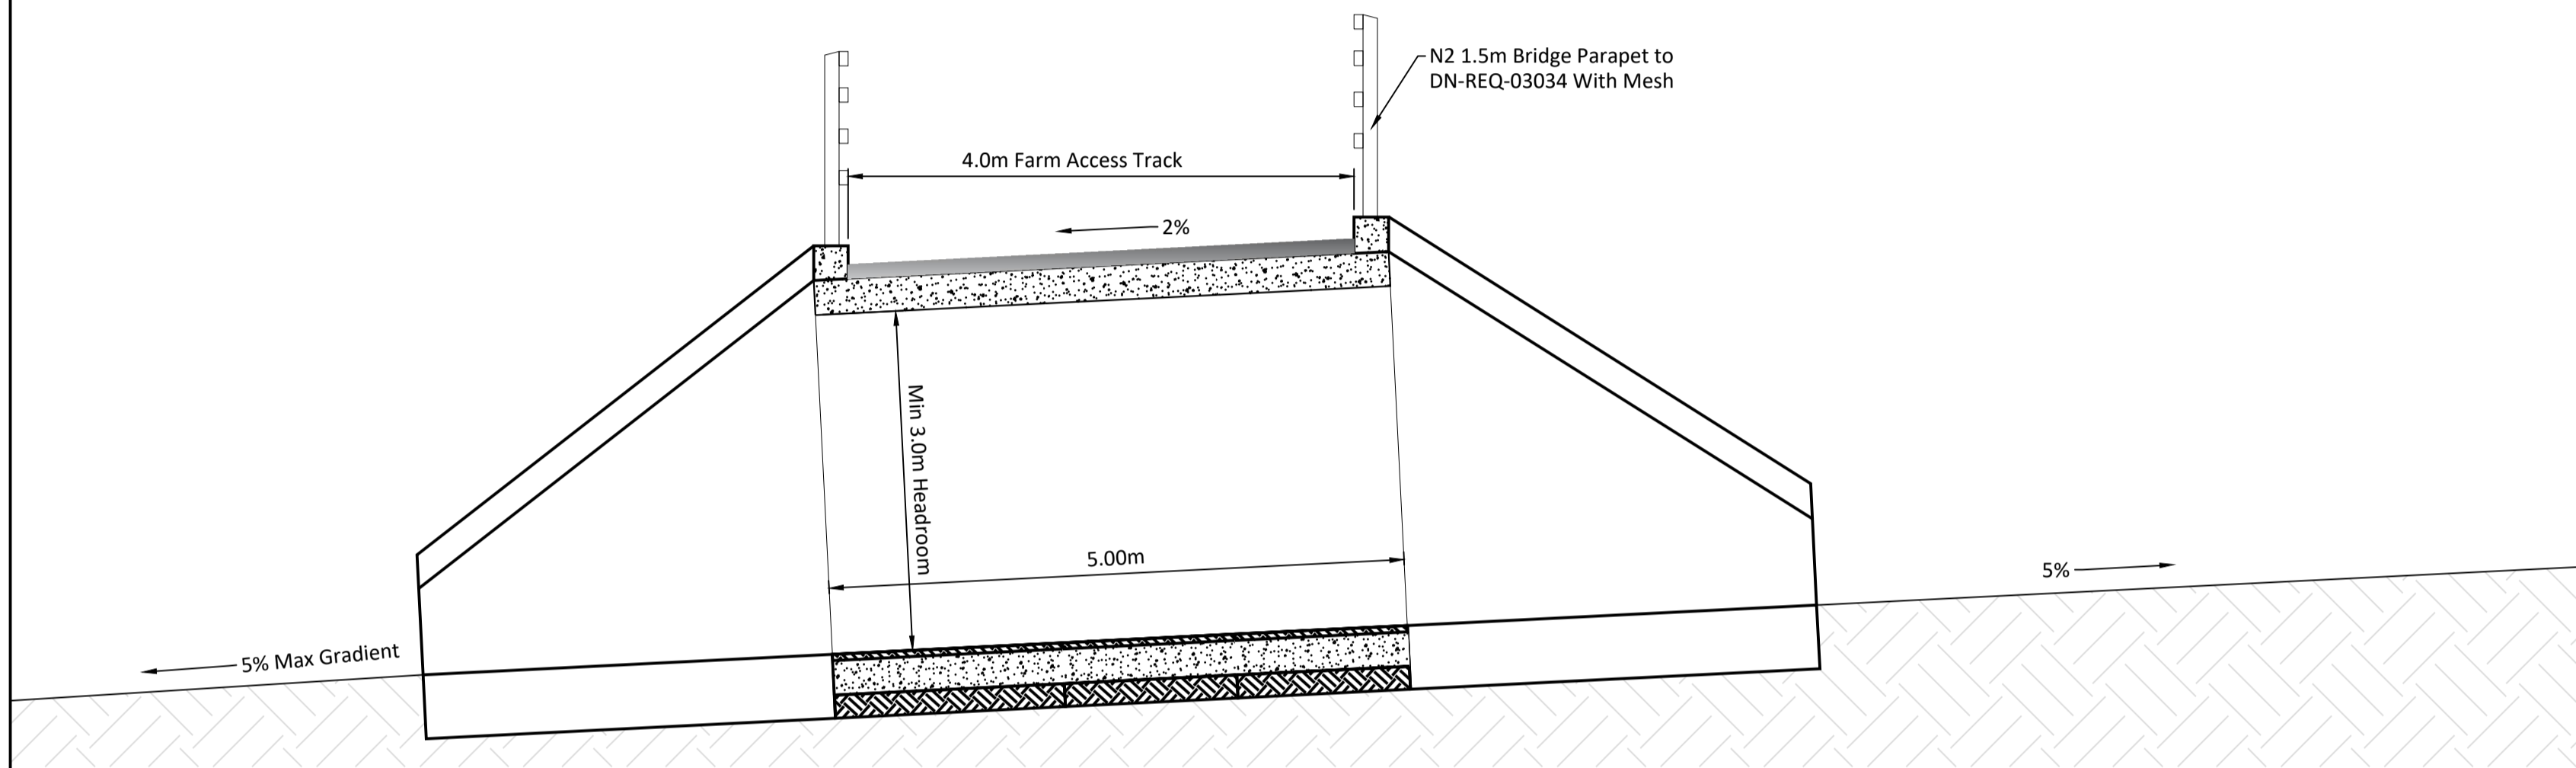 N2 1.5m Bridge Parapet to
DN-REQ-03034 With Mesh
4.0m Farm Access Track
2%
Min 3.0m Headroom
5.00m
5%
5% Max Gradient